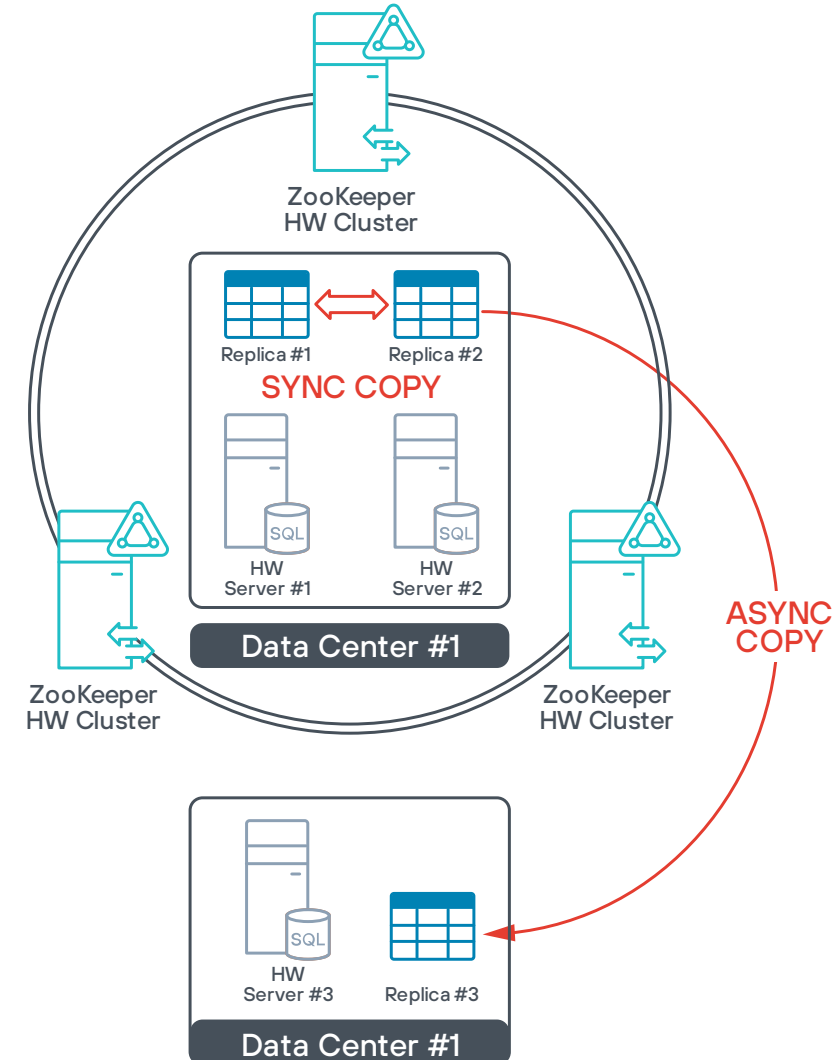 ZooKeeper
HW Cluster
Replica #1
Replica #2
SYNC COPY
SQL
SQL
HW
Server #1
HW
Server #2
Data Center #1
ZooKeeper
HW Cluster
ZooKeeper
HW Cluster
ASYNC
COPY
SQL
HW
Server #3
Replica #3
Data Center #1